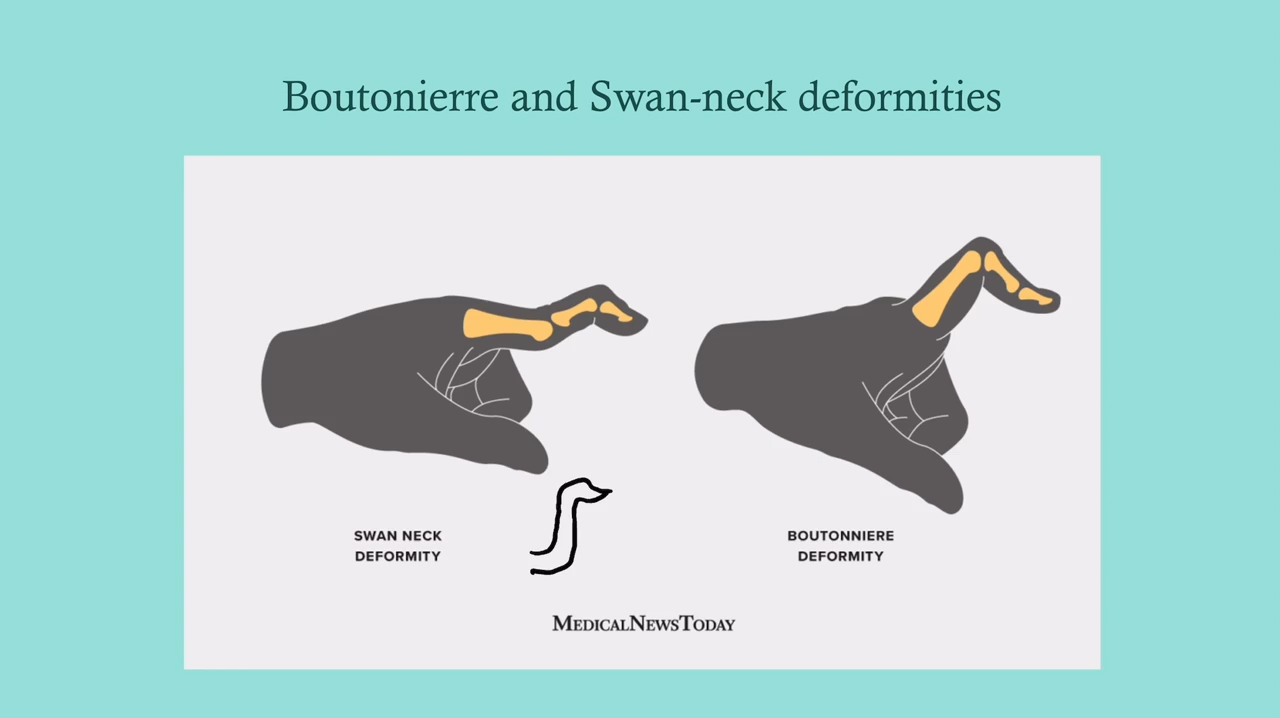 Boutonierre and Swan-neck deformities
SWAN NECK
DEFORMITY
BOUTONNIERE
DEFORMITY
MEDICALNEWSTODAY